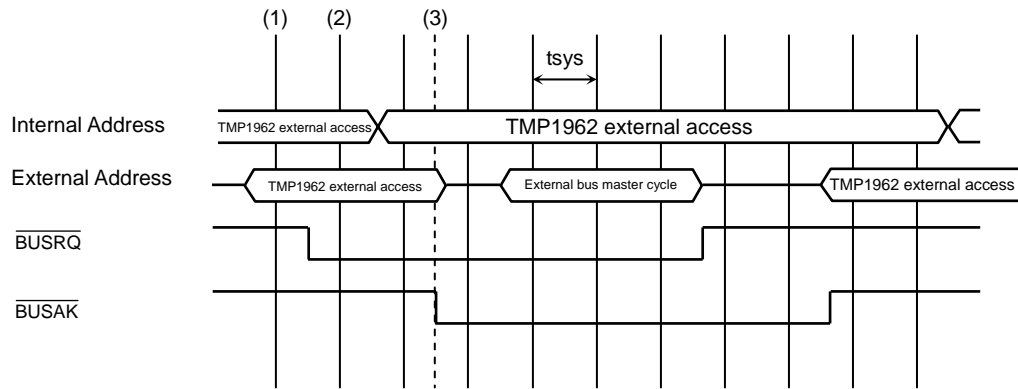 (1) (2) (3)
tsys
Internal Address TMP1962 external access TMP1962 external access
External Address TMP1962 external access External bus master cycle TMP1962 external access
BUSRQ
BUSAK